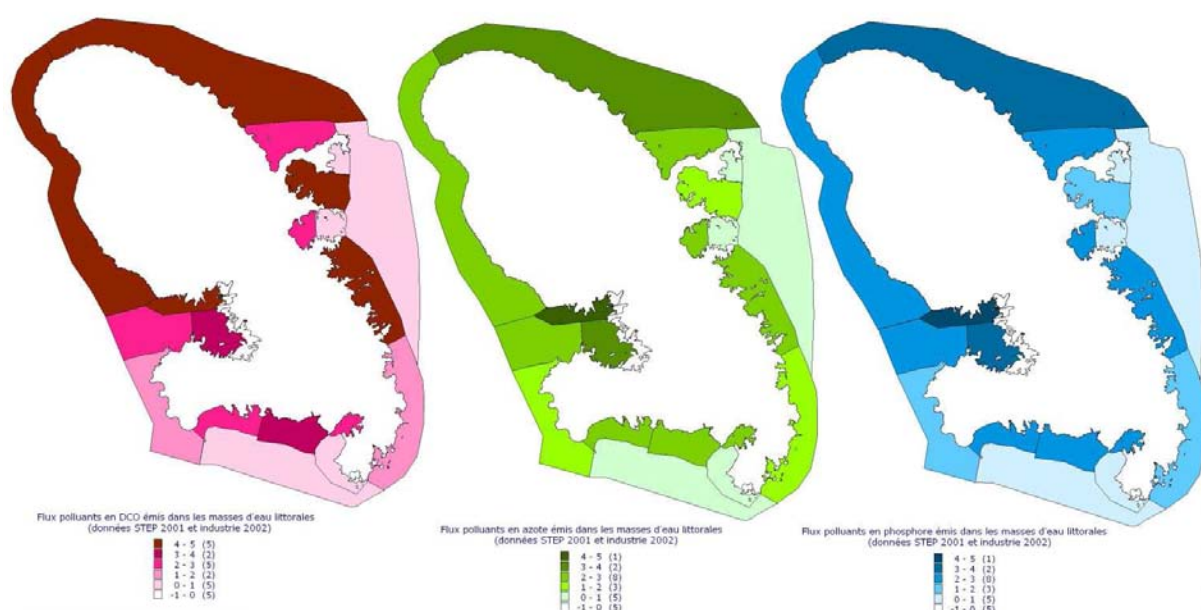 Flux polluants en DCO émis dans les masses d'eau littorales
(données STEP 2001 et industrie 2002)
4 - 5 (5)
3 - 4 (2)
2 - 3 (5)
1 - 2 (2)
0 - 1 (5)
-1 - 0 (5)
Flux polluants en azote émis dans les masses d'eau littorales
(données STEP 2001 et industrie 2002)
4 - 5 (1)
3 - 4 (2)
2 - 3 (8)
1 - 2 (3)
0 - 1 (5)
-1 - 0 (5)
Flux polluants en phosphore émis dans les masses d'eau littorales
(données STEP 2001 et industrie 2002)
4 - 5 (1)
3 - 4 (2)
2 - 3 (8)
1 - 2 (3)
0 - 1 (5)
-1 - 0 (5)